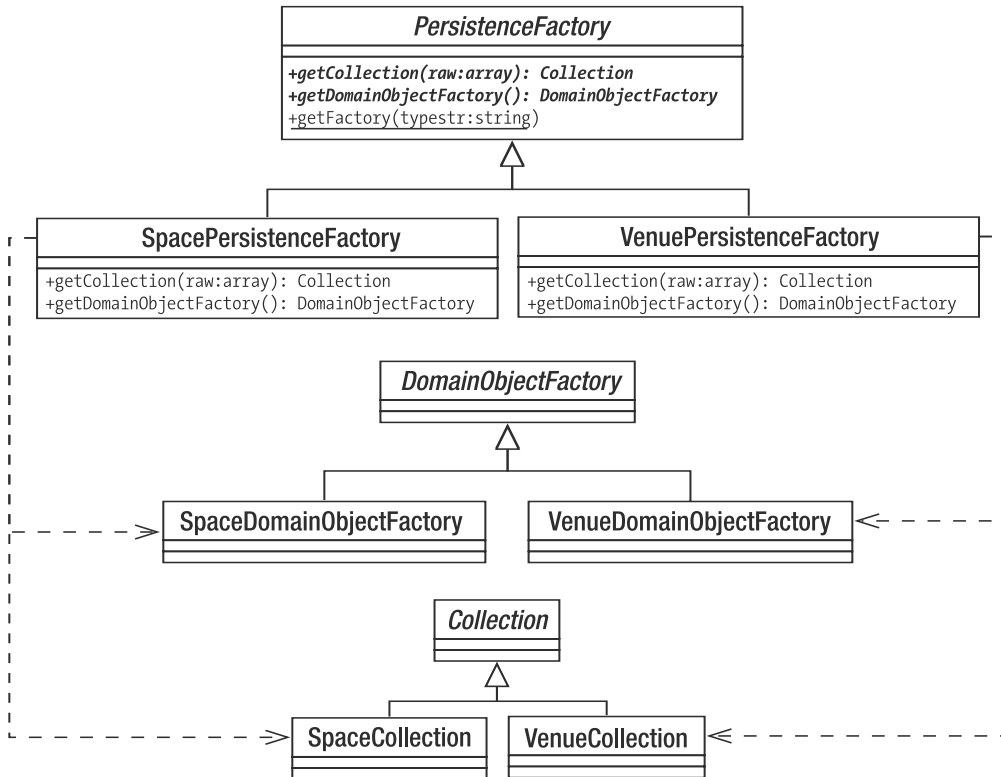 PersistenceFactory
+getCollection(raw:array): Collection
+getDomainObjectFactory(): DomainObjectFactory
+getFactory(typestr:string)
SpacePersistenceFactory
+getCollection(raw:array): Collection
+getDomainObjectFactory(): DomainObjectFactory
VenuePersistenceFactory
+getCollection(raw:array): Collection
+getDomainObjectFactory(): DomainObjectFactory
DomainObjectFactory
SpaceDomainObjectFactory
VenueDomainObjectFactory
Collection
SpaceCollection
VenueCollection